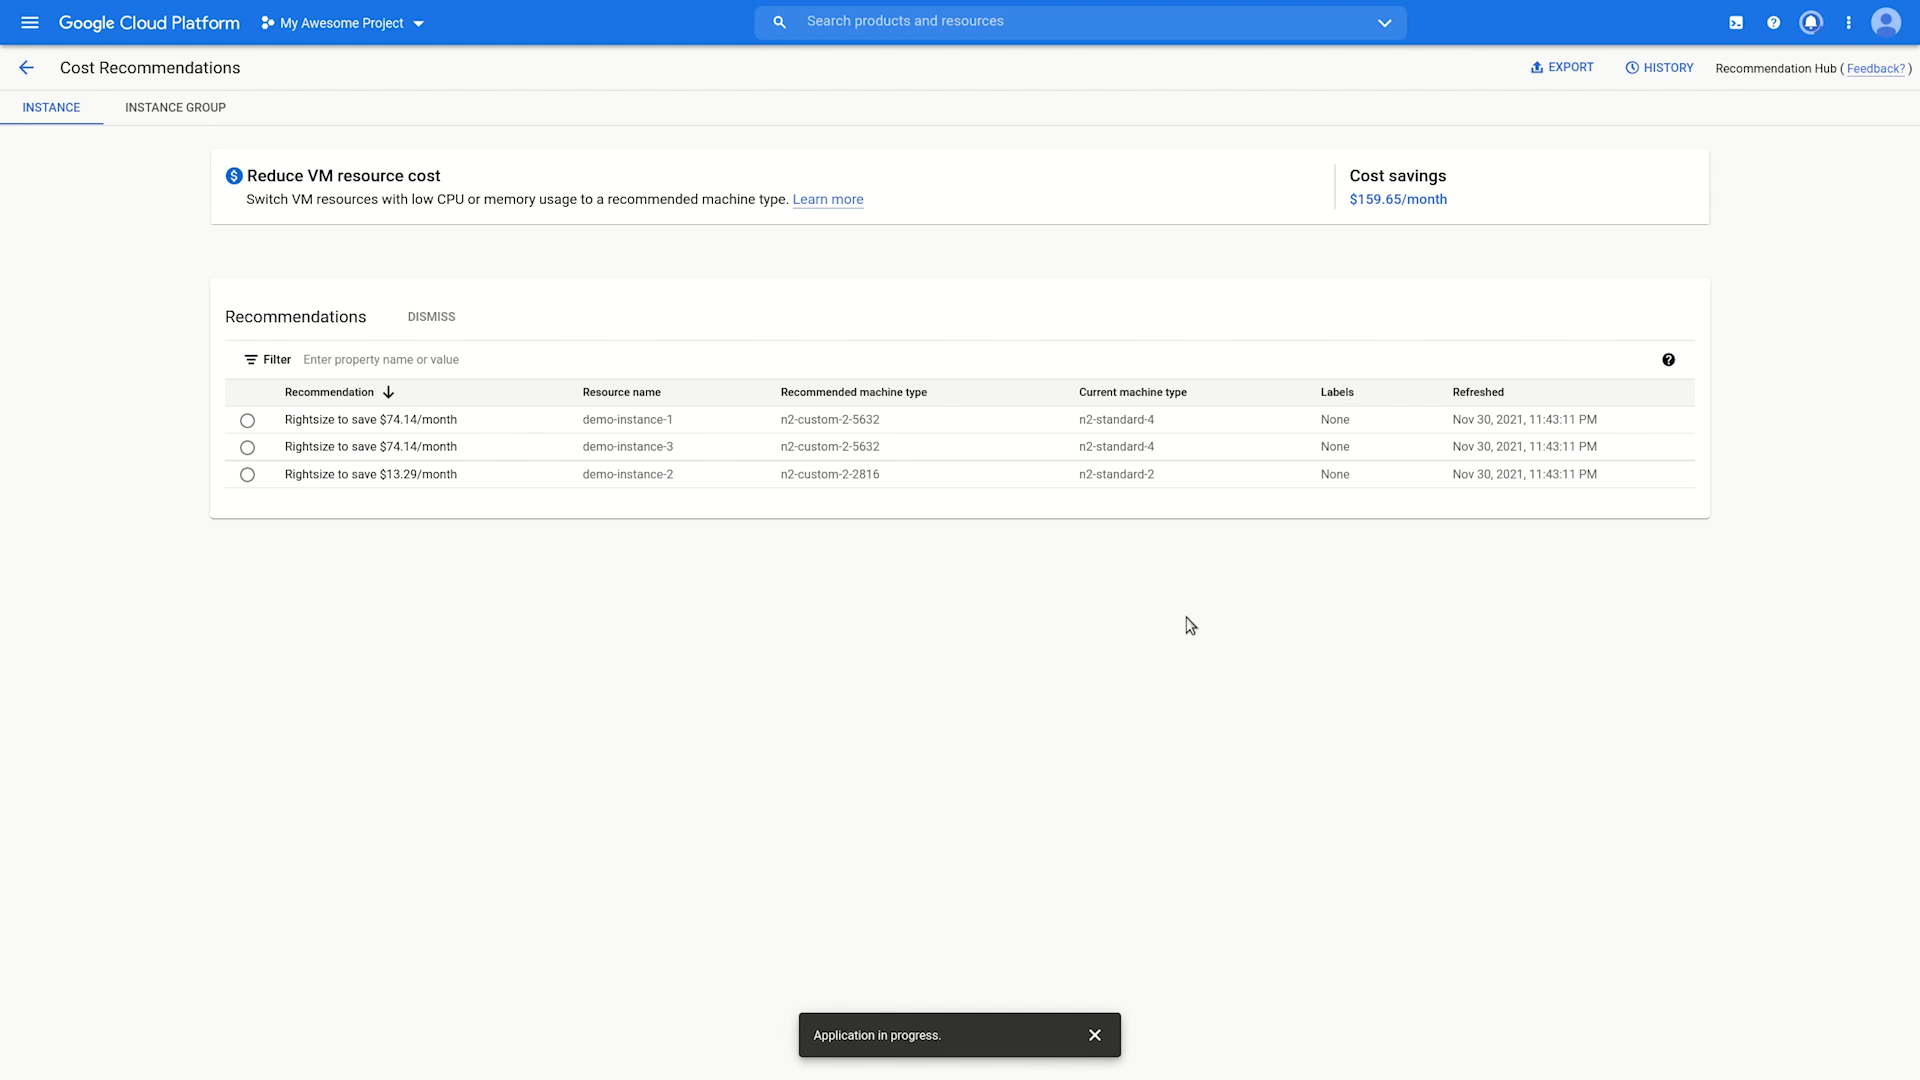 Google Cloud Platform My Awesome Project Search products and resources
Cost Recommendations EXPORT HISTORY Recommendation Hub ( Feedback? )
INSTANCE INSTANCE GROUP
Reduce VM resource cost
Switch VM resources with low CPU or memory usage to a recommended machine type. Learn more
Cost savings
$159.65/month
Recommendations DISMISS
Filter Enter property name or value
Recommendation Resource name Recommended machine type Current machine type Labels Refreshed
Rightsize to save $74.14/month demo-instance-1 n2-custom-2-5632 n2-standard-4 None Nov 30, 2021, 11:43:11 PM
Rightsize to save $74.14/month demo-instance-3 n2-custom-2-5632 n2-standard-4 None Nov 30, 2021, 11:43:11 PM
Rightsize to save $13.29/month demo-instance-2 n2-custom-2-2816 n2-standard-2 None Nov 30, 2021, 11:43:11 PM
Application in progress.